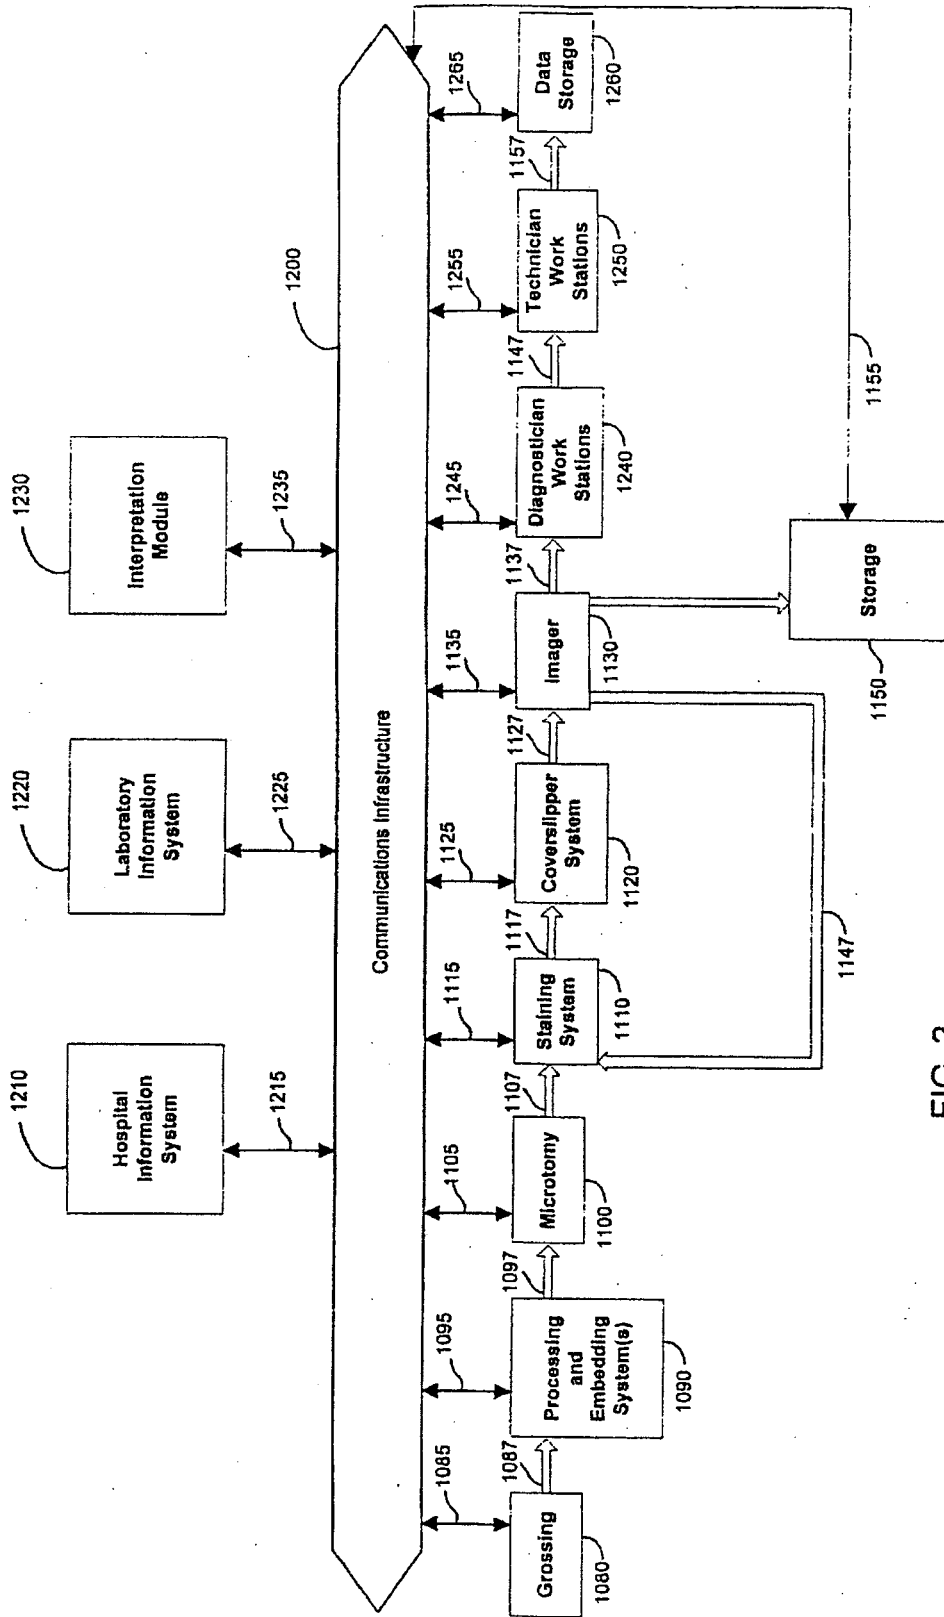 1210
Hospital
Information
System
1215
1220
Laboratory
Information
System
1225
1230
Interpretation
Module
1235
1200
Communications Infrastructure
1085
1095
1105
1115
1125
1135
1245
1255
1265
Grossing
1080
1087
Processing
and
Embedding
System(s)
1090
1097
Microtomy
1100
1107
Staining
System
1110
1117
Coverslipper
System
1120
1127
Imager
1130
1137
Diagnostician
Work
Stations
1240
1147
Technician
Work
Stations
1250
1157
Data
Storage
1260
1147
Storage
1150
1155